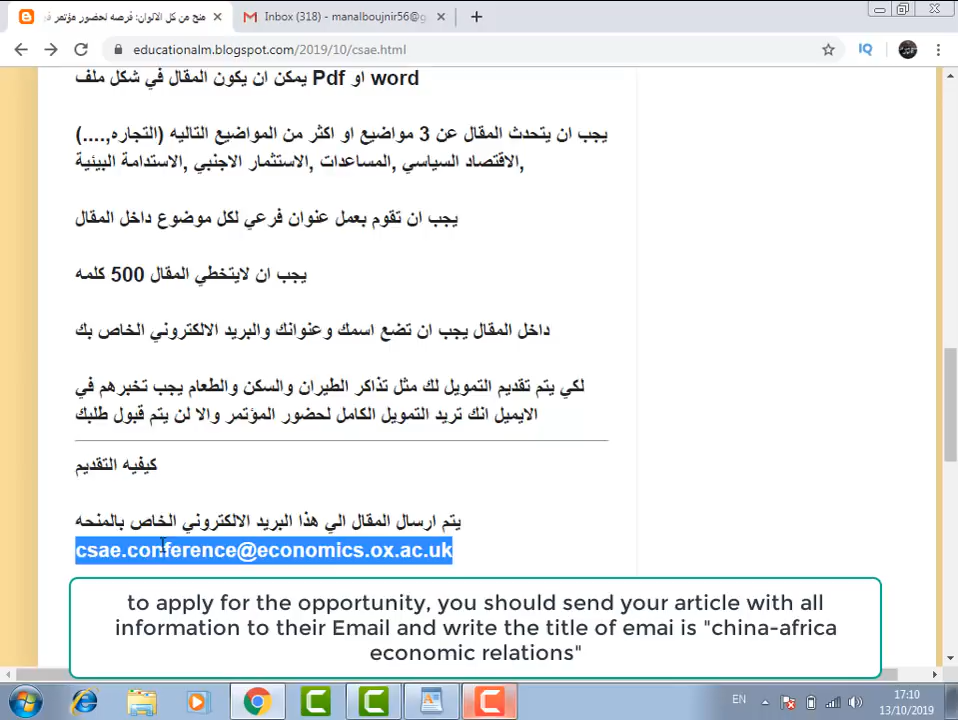 منح من كل الالوان: فرصه لحضور مؤتمر
Inbox (318) - manalboujnir56@g
educationalm.blogspot.com/2019/10/csae.html
يمكن ان يكون المقال في شكل ملف Pdf او word
يجب ان يتحدث المقال عن 3 مواضيع او اكثر من المواضيع التاليه (التجاره,....)
,الاقتصاد السياسي ,المساعدات ,الاستثمار الاجنبي ,الاستدامة البيئية
يجب ان تقوم بعمل عنوان فرعي لكل موضوع داخل المقال
يجب ان لايتخطي المقال 500 كلمه
داخل المقال يجب ان تضع اسمك وعنوانك والبريد الالكتروني الخاص بك
لكي يتم تقديم التمويل لك مثل تذاكر الطيران والسكن والطعام يجب تخبرهم في
الايميل انك تريد التمويل الكامل لحضور المؤتمر والا لن يتم قبول طلبك
كيفيه التقديم
يتم ارسال المقال الي هذا البريد الالكتروني الخاص بالمنحه
csae.conference@economics.ox.ac.uk
to apply for the opportunity, you should send your article with all
information to their Email and write the title of emai is "china-africa
economic relations"
EN
17:10
13/10/2019